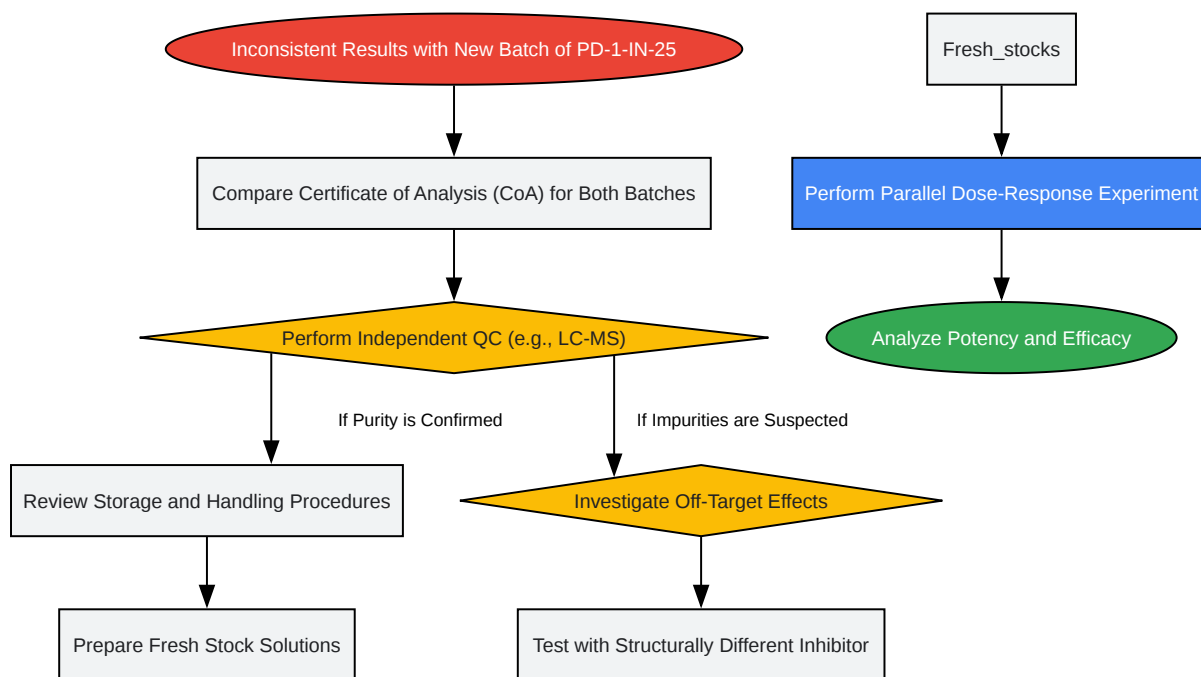 Inconsistent Results with New Batch of PD-1-IN-25
Fresh_stocks
Compare Certificate of Analysis (CoA) for Both Batches
Perform Parallel Dose-Response Experiment
Perform Independent QC (e.g., LC-MS)
Analyze Potency and Efficacy
If Purity is Confirmed
If Impurities are Suspected
Review Storage and Handling Procedures
Investigate Off-Target Effects
Prepare Fresh Stock Solutions
Test with Structurally Different Inhibitor